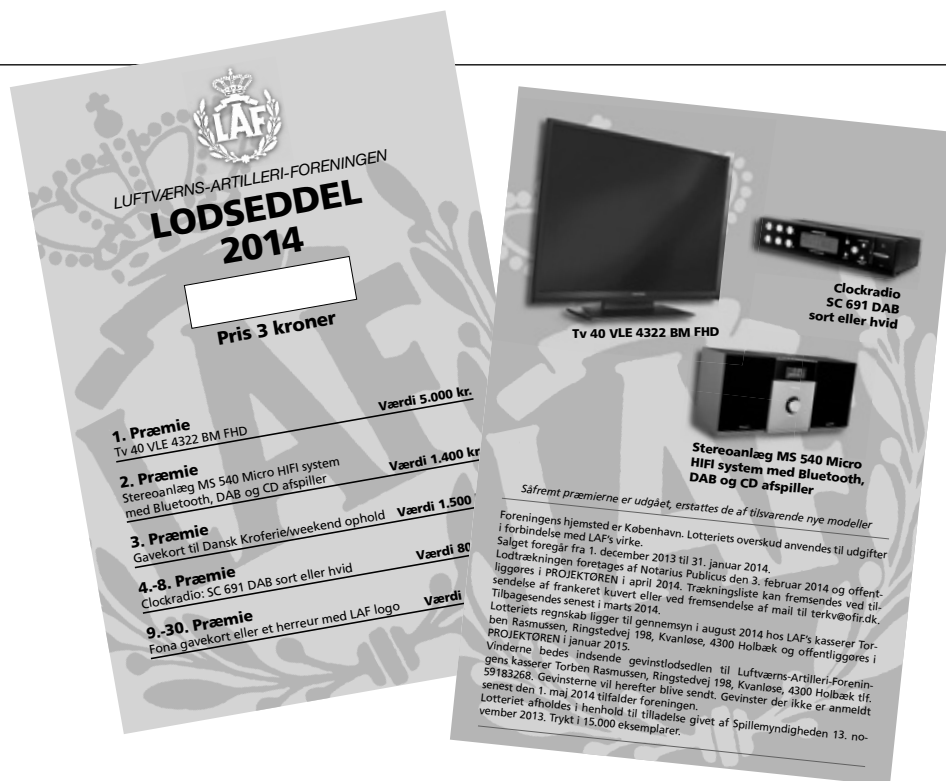 LAF
LUFTVÆRNS-ARTILLERI-FORENINGEN
LODSEDDEL
2014
Pris 3 kroner
1. Præmie
Tv 40 VLE 4322 BM FHD Værdi 5.000 kr.
2. Præmie
Stereoanlæg MS 540 Micro HIFI system
med Bluetooth, DAB og CD afspiller Værdi 1.400 kr
3. Præmie
Gavekort til Dansk Kroferie/weekend ophold Værdi 1.500
4.-8. Præmie
Clockradio: SC 691 DAB sort eller hvid Værdi 80
9.-30. Præmie
Fona gavekort eller et herreur med LAF logo Værdi
Tv 40 VLE 4322 BM FHD
Clockradio
SC 691 DAB
sort eller hvid
Stereoanlæg MS 540 Micro
HIFI system med Bluetooth,
DAB og CD afspiller
Såfremt præmierne er udgået, erstattes de af tilsvarende nye modeller
Foreningens hjemsted er København. Lotteriets overskud anvendes til udgifter
i forbindelse med LAF's virke.
Salget foregår fra 1. december 2013 til 31. januar 2014.
Lodtrækningen foretages af Notarius Publicus den 3. februar 2014 og offent-
liggøres i PROJEKTØREN i april 2014. Trækningsliste kan fremsendes ved til-
sendelse af frankeret kuvert eller ved fremsendelse af mail til terkv@ofir.dk.
Tilbagesendes senest i marts 2014.
Lotteriets regnskab ligger til gennemsyn i august 2014 hos LAF's kasserer Tor-
ben Rasmussen, Ringstedvej 198, Kvanløse, 4300 Holbæk og offentliggøres i
PROJEKTØREN i januar 2015.
Vinderne bedes indsende gevinstlodsedlen til Luftværns-Artilleri-Forenin-
gens kasserer Torben Rasmussen, Ringstedvej 198, Kvanløse, 4300 Holbæk tlf.
59183268. Gevinsterne vil herefter blive sendt. Gevinster der ikke er anmeldt
senest den 1. maj 2014 tilfalder foreningen.
Lotteriet afholdes i henhold til tilladelse givet af Spillemyndigheden 13. no-
vember 2013. Trykt i 15.000 eksemplarer.